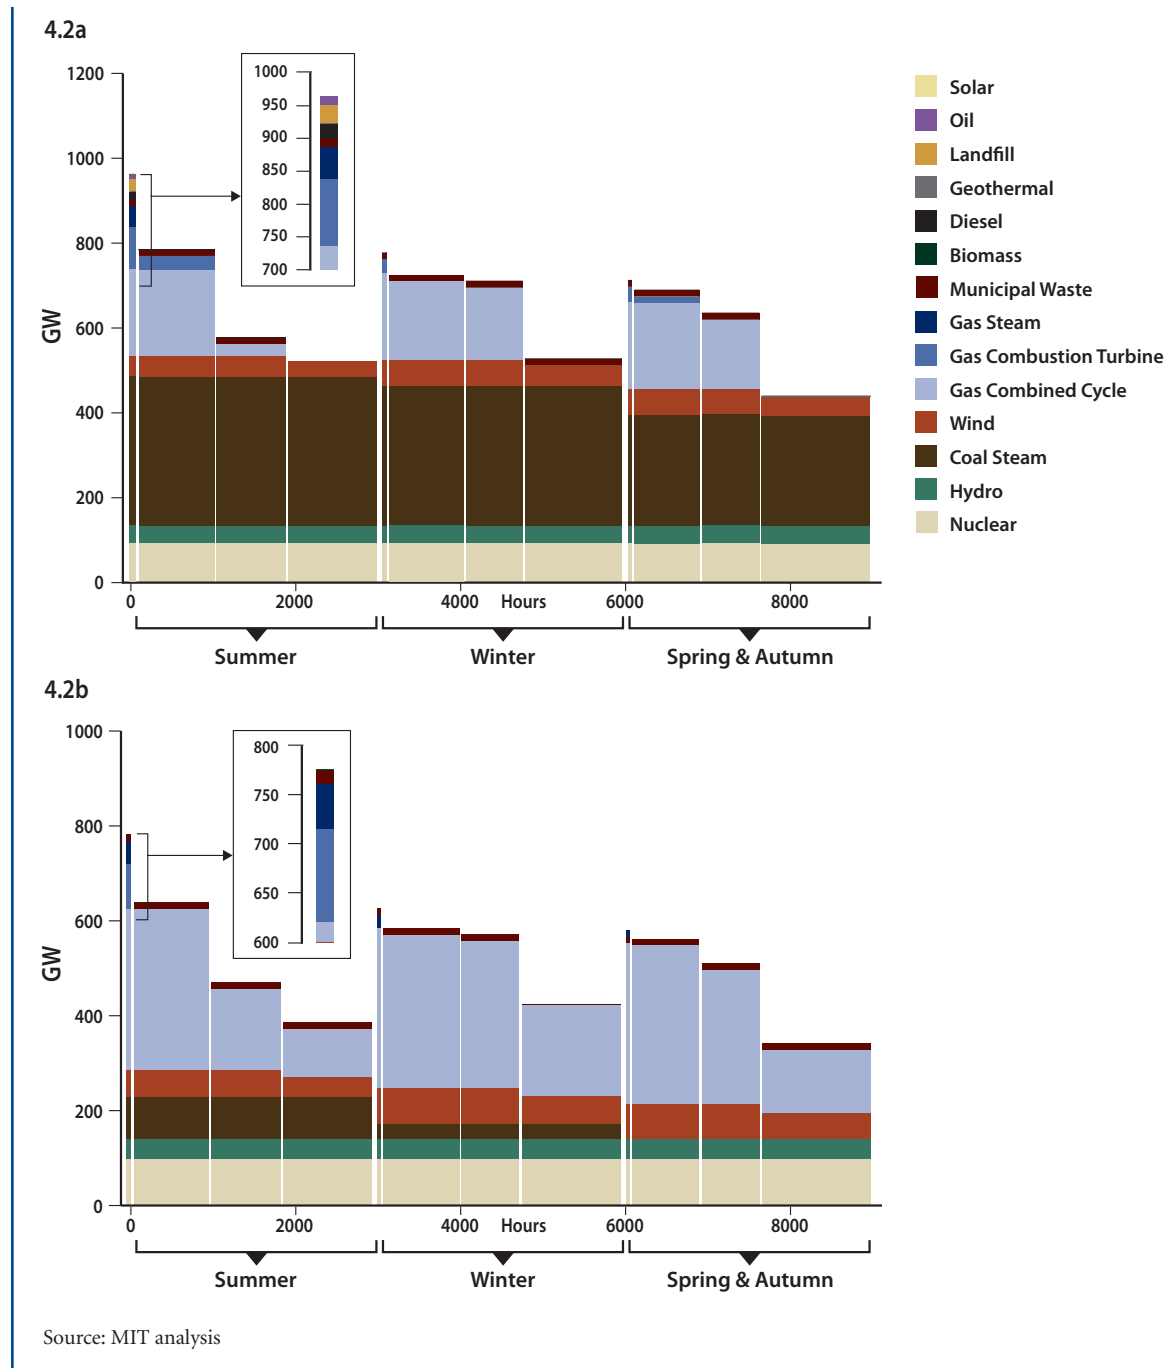 4.2a
1200
1000
800
600
400
200
0
GW
1000
950
900
850
800
750
700
0 2000 4000 Hours 6000 8000
Summer Winter Spring & Autumn
Solar
Oil
Landfill
Geothermal
Diesel
Biomass
Municipal Waste
Gas Steam
Gas Combustion Turbine
Gas Combined Cycle
Wind
Coal Steam
Hydro
Nuclear
4.2b
1000
800
600
400
200
0
GW
800
750
700
650
600
0 2000 4000 Hours 6000 8000
Summer Winter Spring & Autumn
Source: MIT analysis